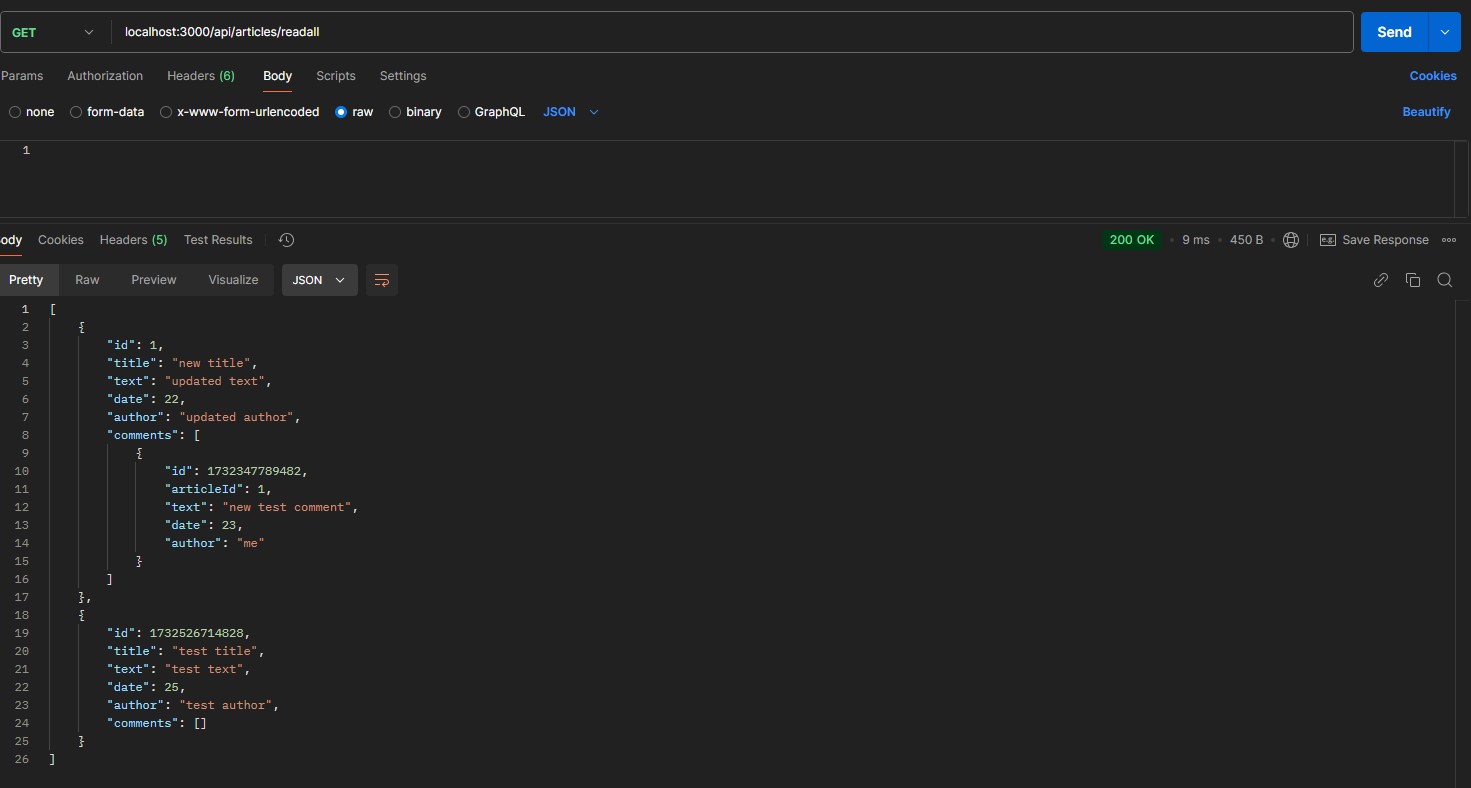 GET localhost:3000/api/articles/readall Send
Params Authorization Headers (6) Body Scripts Settings Cookies
none form-data x-www-form-urlencoded raw binary GraphQL JSON Beautify
1
ody Cookies Headers (5) Test Results 200 OK • 9 ms • 450 B • e.g. Save Response
Pretty Raw Preview Visualize JSON
1 [
2 {
3 "id": 1,
4 "title": "new title",
5 "text": "updated text",
6 "date": 22,
7 "author": "updated author",
8 "comments": [
9 {
10 "id": 1732347789482,
11 "articleId": 1,
12 "text": "new test comment",
13 "date": 23,
14 "author": "me"
15 }
16 ]
17 },
18 {
19 "id": 1732526714828,
20 "title": "test title",
21 "text": "test text",
22 "date": 25,
23 "author": "test author",
24 "comments": []
25 }
26 ]